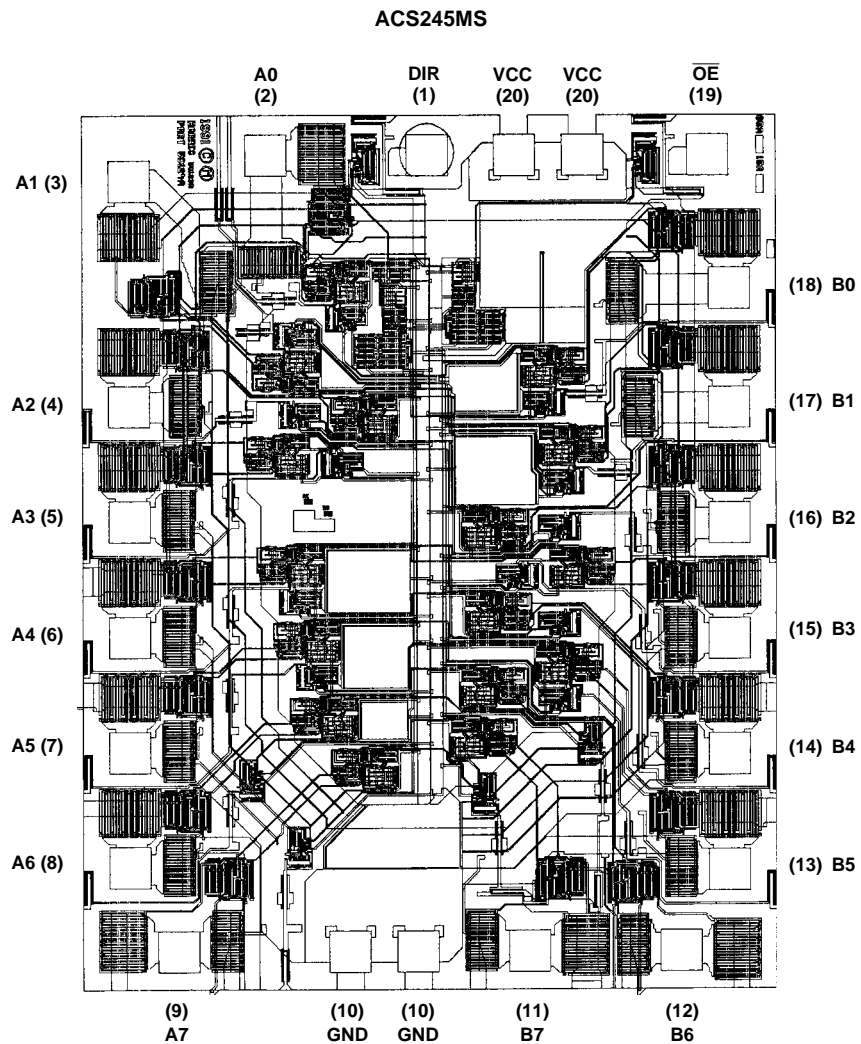 ACS245MS
A0
(2)
DIR
(1)
VCC
(20)
VCC
(20)
OE
(19)
A1 (3)
(18) B0
A2 (4)
(17) B1
A3 (5)
(16) B2
A4 (6)
(15) B3
A5 (7)
(14) B4
A6 (8)
(13) B5
(9)
A7
(10)
GND
(10)
GND
(11)
B7
(12)
B6